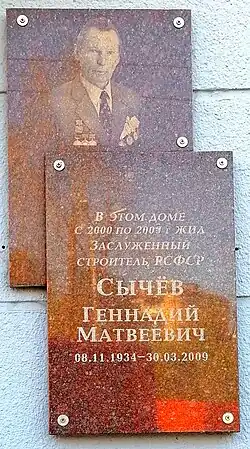 В этом доме
с 2000 по 2009 г жил
Заслуженный
строитель РСФСР
Сычёв
Геннадий
Матвеевич
08.11.1934–30.03.2009